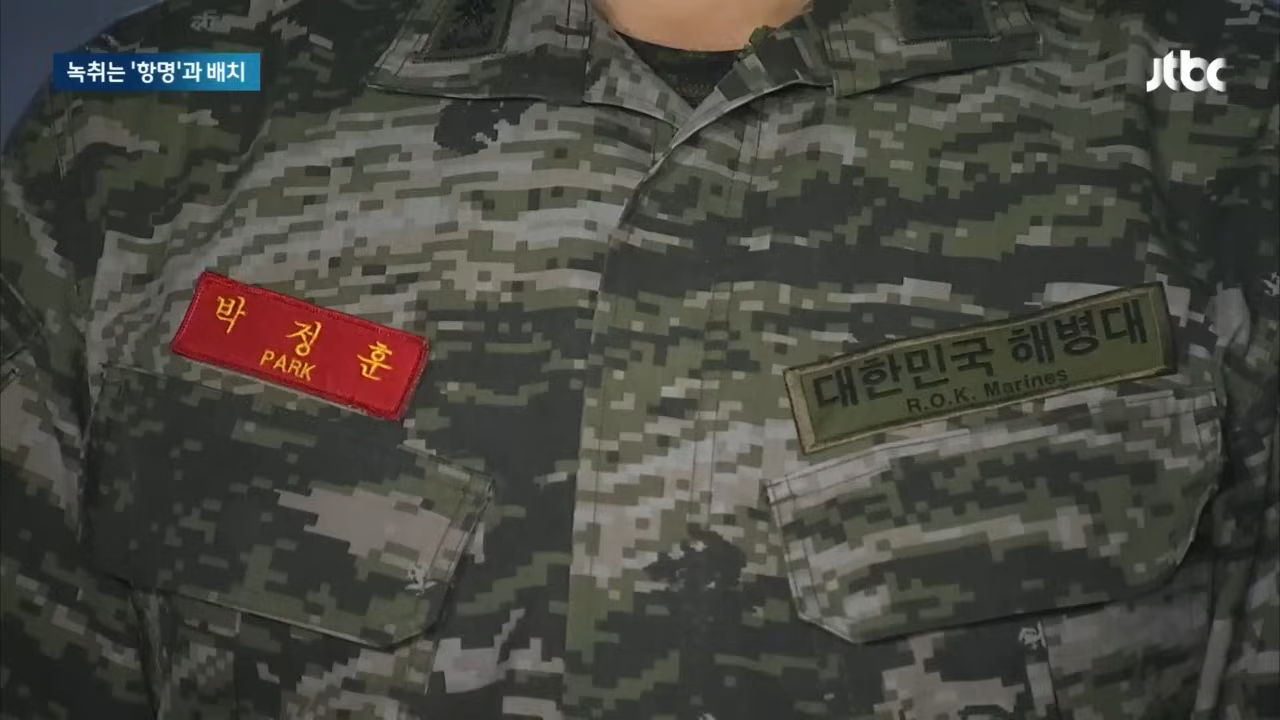 녹취는 '항명'과 배치
jtbc
박 정 훈
PARK
대한민국 해병대
R.O.K. Marines